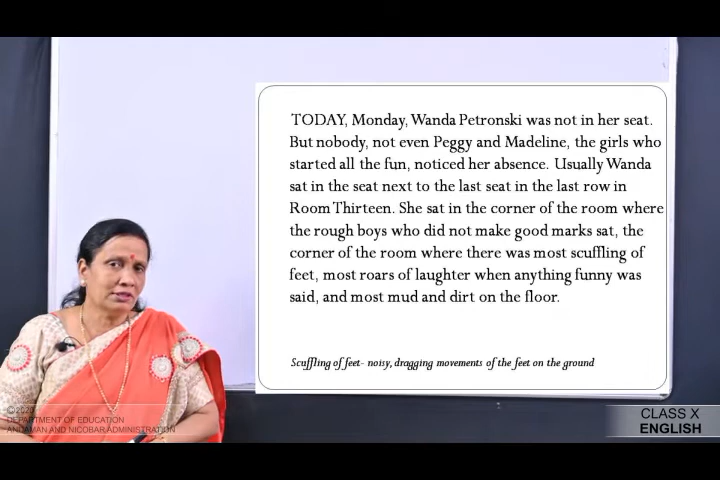 TODAY, Monday, Wanda Petronski was not in her seat.
But nobody, not even Peggy and Madeline, the girls who
started all the fun, noticed her absence. Usually Wanda
sat in the seat next to the last seat in the last row in
Room Thirteen. She sat in the corner of the room where
the rough boys who did not make good marks sat, the
corner of the room where there was most scuffling of
feet, most roars of laughter when anything funny was
said, and most mud and dirt on the floor.
Scuffling of feet- noisy, dragging movements of the feet on the ground
©2020
DEPARTMENT OF EDUCATION
ANDAMAN AND NICOBAR ADMINISTRATION
CLASS X
ENGLISH